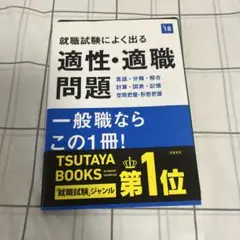 '18
就職試験によく出る
適性・適職
問題
言語・分類・照合
計算・図表・記憶
空間把握・形態把握
一般職なら
この1冊!
TSUTAYA
BOOKS
「就職試験」ジャンル
第1位